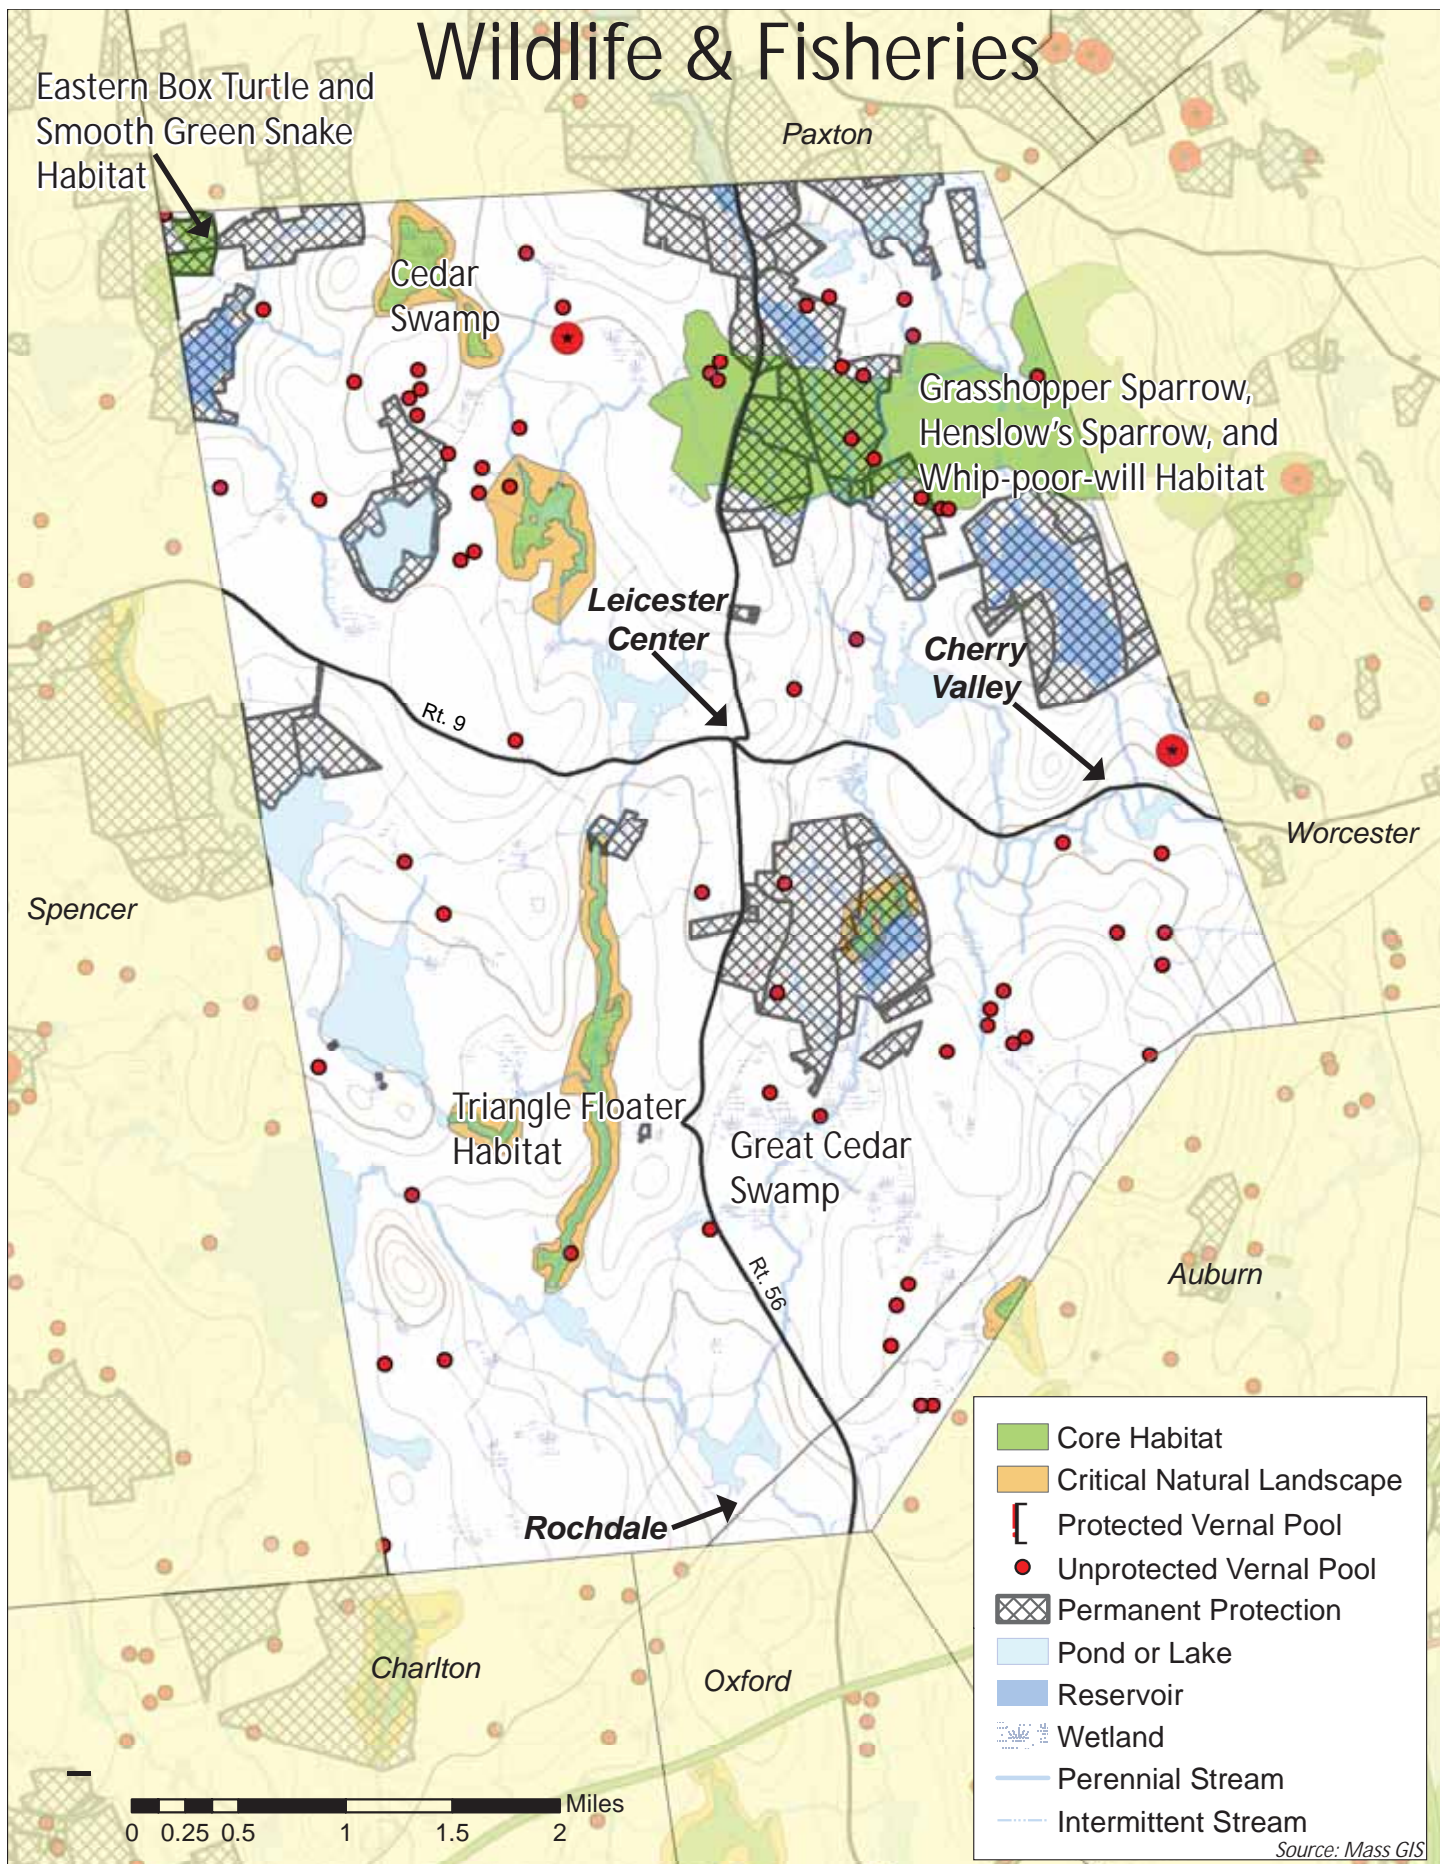 Wildlife & Fisheries
Eastern Box Turtle and
Smooth Green Snake
Habitat
Paxton
Cedar
Swamp
Grasshopper Sparrow,
Henslow's Sparrow, and
Whip-poor-will Habitat
Leicester
Center
Cherry
Valley
Rt. 9
Worcester
Spencer
Triangle Floater
Habitat
Great Cedar
Swamp
Rt. 56
Auburn
Rochdale
Charlton
Oxford
Core Habitat
Critical Natural Landscape
Protected Vernal Pool
Unprotected Vernal Pool
Permanent Protection
Pond or Lake
Reservoir
Wetland
Perennial Stream
Intermittent Stream
Miles
0 0.25 0.5 1 1.5 2
Source: Mass GIS